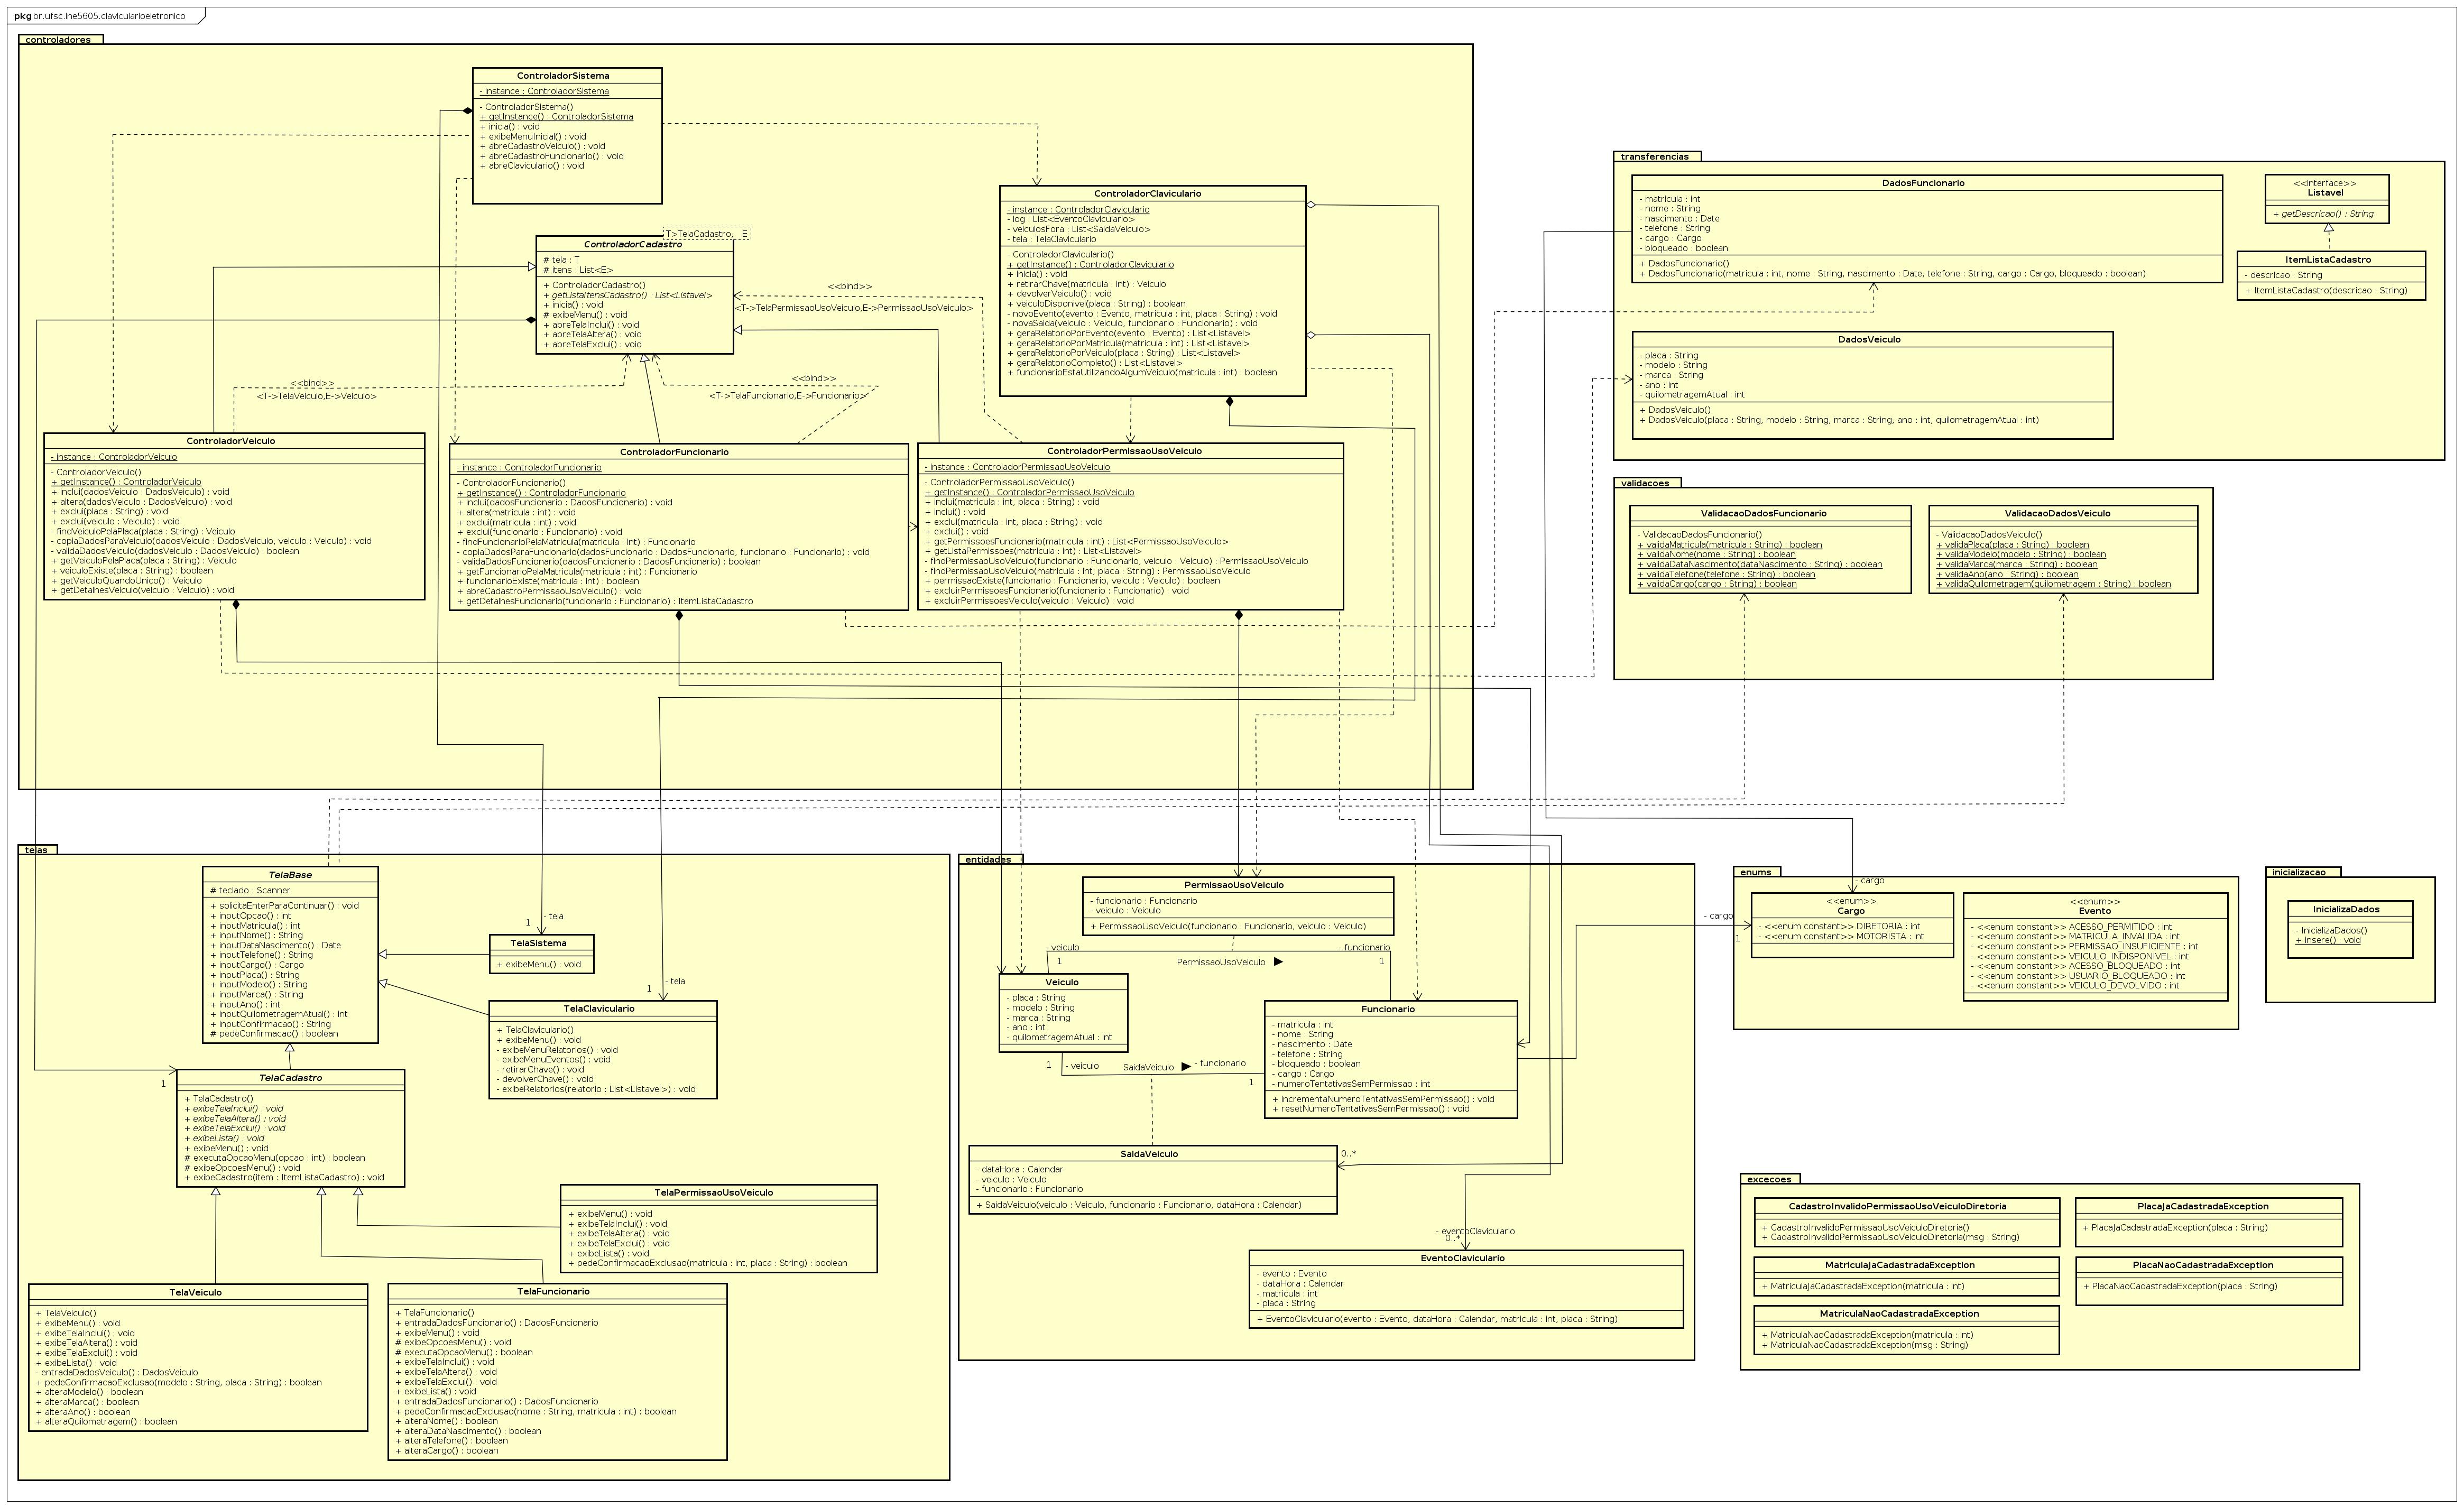 pkg br.ufsc.ine5605.clavicularioeletronico
controladores
ControladorSistema
- instance : ControladorSistema
- ControladorSistema()
+ getInstance() : ControladorSistema
+ inicia() : void
+ exibeMenuInicial() : void
+ abreCadastroVeiculo() : void
+ abreCadastroFuncionario() : void
+ abreClaviculario() : void
T>TelaCadastro, E
ControladorCadastro
# tela : T
# itens : List<E>
+ ControladorCadastro()
+ getListaItensCadastro() : List<Listavel>
+ inicia() : void
# exibeMenu() : void
+ abreTelaInclui() : void
+ abreTelaAltera() : void
+ abreTelaExclui() : void
ControladorClaviculario
- instance : ControladorClaviculario
- log : List<EventoClaviculario>
- veiculosFora : List<SaidaVeiculo>
- tela : TelaClaviculario
- ControladorClaviculario()
+ getInstance() : ControladorClaviculario
+ inicia() : void
+ retirarChave(matricula : int) : Veiculo
+ devolverVeiculo() : void
+ veiculoDisponivel(placa : String) : boolean
- novoEvento(evento : Evento, matricula : int, placa : String) : void
- novaSaida(veiculo : Veiculo, funcionario : Funcionario) : void
+ geraRelatorioPorEvento(evento : Evento) : List<Listavel>
+ geraRelatorioPorMatricula(matricula : int) : List<Listavel>
+ geraRelatorioPorVeiculo(placa : String) : List<Listavel>
+ geraRelatorioCompleto() : List<Listavel>
+ funcionarioEstaUtilizandoAlgumVeiculo(matricula : int) : boolean
<<bind>>
<T->TelaPermissaoUsoVeiculo,E->PermissaoUsoVeiculo>
<<bind>>
<T->TelaVeiculo,E->Veiculo>
<<bind>>
<T->TelaFuncionario,E->Funcionario>
ControladorVeiculo
- instance : ControladorVeiculo
- ControladorVeiculo()
+ getInstance() : ControladorVeiculo
+ inclui(dadosVeiculo : DadosVeiculo) : void
+ altera(dadosVeiculo : DadosVeiculo) : void
+ exclui(placa : String) : void
+ exclui(veiculo : Veiculo) : void
- findVeiculoPelaPlaca(placa : String) : Veiculo
- copiaDadosParaVeiculo(dadosVeiculo : DadosVeiculo, veiculo : Veiculo) : void
- validaDadosVeiculo(dadosVeiculo : DadosVeiculo) : boolean
+ getVeiculoPelaPlaca(placa : String) : Veiculo
+ veiculoExiste(placa : String) : boolean
+ getVeiculoQuandoUnico() : Veiculo
+ getDetalhesVeiculo(veiculo : Veiculo) : void
ControladorFuncionario
- instance : ControladorFuncionario
- ControladorFuncionario()
+ getInstance() : ControladorFuncionario
+ inclui(dadosFuncionario : DadosFuncionario) : void
+ altera(matricula : int) : void
+ exclui(matricula : int) : void
+ exclui(funcionario : Funcionario) : void
- findFuncionarioPelaMatricula(matricula : int) : Funcionario
- copiaDadosParaFuncionario(dadosFuncionario : DadosFuncionario, funcionario : Funcionario) : void
- validaDadosFuncionario(dadosFuncionario : DadosFuncionario) : boolean
+ getFuncionarioPelaMatricula(matricula : int) : Funcionario
+ funcionarioExiste(matricula : int) : boolean
+ abreCadastroPermissaoUsoVeiculo() : void
+ getDetalhesFuncionario(funcionario : Funcionario) : ItemListaCadastro
ControladorPermissaoUsoVeiculo
- instance : ControladorPermissaoUsoVeiculo
- ControladorPermissaoUsoVeiculo()
+ getInstance() : ControladorPermissaoUsoVeiculo
+ inclui(matricula : int, placa : String) : void
+ inclui() : void
+ exclui(matricula : int, placa : String) : void
+ exclui() : void
+ getPermissoesFuncionario(matricula : int) : List<PermissaoUsoVeiculo>
+ getListaPermissoes(matricula : int) : List<Listavel>
- findPermissaoUsoVeiculo(funcionario : Funcionario, veiculo : Veiculo) : PermissaoUsoVeiculo
- findPermissaoUsoVeiculo(matricula : int, placa : String) : PermissaoUsoVeiculo
+ permissaoExiste(funcionario : Funcionario, veiculo : Veiculo) : boolean
+ excluirPermissoesFuncionario(funcionario : Funcionario) : void
+ excluirPermissoesVeiculo(veiculo : Veiculo) : void
transferencias
DadosFuncionario
- matricula : int
- nome : String
- nascimento : Date
- telefone : String
- cargo : Cargo
- bloqueado : boolean
+ DadosFuncionario()
+ DadosFuncionario(matricula : int, nome : String, nascimento : Date, telefone : String, cargo : Cargo, bloqueado : boolean)
<<interface>>
Listavel
+ getDescricao() : String
ItemListaCadastro
- descricao : String
+ ItemListaCadastro(descricao : String)
DadosVeiculo
- placa : String
- modelo : String
- marca : String
- ano : int
- quilometragemAtual : int
+ DadosVeiculo()
+ DadosVeiculo(placa : String, modelo : String, marca : String, ano : int, quilometragemAtual : int)
validacoes
ValidacaoDadosFuncionario
- ValidacaoDadosFuncionario()
+ validaMatricula(matricula : String) : boolean
+ validaNome(nome : String) : boolean
+ validaDataNascimento(dataNascimento : String) : boolean
+ validaTelefone(telefone : String) : boolean
+ validaCargo(cargo : String) : boolean
ValidacaoDadosVeiculo
- ValidacaoDadosVeiculo()
+ validaPlaca(placa : String) : boolean
+ validaModelo(modelo : String) : boolean
+ validaMarca(marca : String) : boolean
+ validaAno(ano : String) : boolean
+ validaQuilometragem(quilometragem : String) : boolean
telas
TelaBase
# teclado : Scanner
+ solicitaEnterParaContinuar() : void
+ inputOpcao() : int
+ inputMatricula() : int
+ inputNome() : String
+ inputDataNascimento() : Date
+ inputTelefone() : String
+ inputCargo() : Cargo
+ inputPlaca() : String
+ inputModelo() : String
+ inputMarca() : String
+ inputAno() : int
+ inputQuilometragemAtual() : int
+ inputConfirmacao() : String
# pedeConfirmacao() : boolean
- tela
1
TelaSistema
+ exibeMenu() : void
- tela
1
TelaClaviculario
+ TelaClaviculario()
+ exibeMenu() : void
- exibeMenuRelatorios() : void
- exibeMenuEventos() : void
- retirarChave() : void
- devolverChave() : void
- exibeRelatorios(relatorio : List<Listavel>) : void
1
TelaCadastro
+ TelaCadastro()
+ exibeTelaInclui() : void
+ exibeTelaAltera() : void
+ exibeTelaExclui() : void
+ exibeLista() : void
+ exibeMenu() : void
# executaOpcaoMenu(opcao : int) : boolean
# exibeOpcoesMenu() : void
+ exibeCadastro(item : ItemListaCadastro) : void
TelaPermissaoUsoVeiculo
+ exibeMenu() : void
+ exibeTelaInclui() : void
+ exibeTelaAltera() : void
+ exibeTelaExclui() : void
+ exibeLista() : void
+ pedeConfirmacaoExclusao(matricula : int, placa : String) : boolean
TelaVeiculo
+ TelaVeiculo()
+ exibeMenu() : void
+ exibeTelaInclui() : void
+ exibeTelaAltera() : void
+ exibeTelaExclui() : void
+ exibeLista() : void
- entradaDadosVeiculo() : DadosVeiculo
+ pedeConfirmacaoExclusao(modelo : String, placa : String) : boolean
+ alteraModelo() : boolean
+ alteraMarca() : boolean
+ alteraAno() : boolean
+ alteraQuilometragem() : boolean
TelaFuncionario
+ TelaFuncionario()
+ entradaDadosFuncionario() : DadosFuncionario
+ exibeMenu() : void
# exibeOpcoesMenu() : void
# executaOpcaoMenu() : boolean
+ exibeTelaInclui() : void
+ exibeTelaAltera() : void
+ exibeTelaExclui() : void
+ exibeLista() : void
+ entradaDadosFuncionario() : DadosFuncionario
+ pedeConfirmacaoExclusao(nome : String, matricula : int) : boolean
+ alteraNome() : boolean
+ alteraDataNascimento() : boolean
+ alteraTelefone() : boolean
+ alteraCargo() : boolean
entidades
PermissaoUsoVeiculo
- funcionario : Funcionario
- veiculo : Veiculo
+ PermissaoUsoVeiculo(funcionario : Funcionario, veiculo : Veiculo)
- veiculo
- funcionario
1
PermissaoUsoVeiculo
1
Veiculo
- placa : String
- modelo : String
- marca : String
- ano : int
- quilometragemAtual : int
Funcionario
- matricula : int
- nome : String
- nascimento : Date
- telefone : String
- bloqueado : boolean
- cargo : Cargo
- numeroTentativasSemPermissao : int
+ incrementaNumeroTentativasSemPermissao() : void
+ resetNumeroTentativasSemPermissao() : void
1
- veiculo
SaidaVeiculo
- funcionario
1
SaidaVeiculo
- dataHora : Calendar
- veiculo : Veiculo
- funcionario : Funcionario
+ SaidaVeiculo(veiculo : Veiculo, funcionario : Funcionario, dataHora : Calendar)
0..*
- eventoClaviculario
0..*
EventoClaviculario
- evento : Evento
- dataHora : Calendar
- matricula : int
- placa : String
+ EventoClaviculario(evento : Evento, dataHora : Calendar, matricula : int, placa : String)
enums
- cargo
- cargo
1
<<enum>>
Cargo
- <<enum constant>> DIRETORIA : int
- <<enum constant>> MOTORISTA : int
<<enum>>
Evento
- <<enum constant>> ACESSO_PERMITIDO : int
- <<enum constant>> MATRICULA_INVALIDA : int
- <<enum constant>> PERMISSAO_INSUFICIENTE : int
- <<enum constant>> VEICULO_INDISPONIVEL : int
- <<enum constant>> ACESSO_BLOQUEADO : int
- <<enum constant>> USUARIO_BLOQUEADO : int
- <<enum constant>> VEICULO_DEVOLVIDO : int
inicializacao
InicializaDados
- InicializaDados()
+ insere() : void
excecoes
CadastroInvalidoPermissaoUsoVeiculoDiretoria
+ CadastroInvalidoPermissaoUsoVeiculoDiretoria()
+ CadastroInvalidoPermissaoUsoVeiculoDiretoria(msg : String)
PlacaJaCadastradaException
+ PlacaJaCadastradaException(placa : String)
MatriculaJaCadastradaException
+ MatriculaJaCadastradaException(matricula : int)
PlacaNaoCadastradaException
+ PlacaNaoCadastradaException(placa : String)
MatriculaNaoCadastradaException
+ MatriculaNaoCadastradaException(matricula : int)
+ MatriculaNaoCadastradaException(msg : String)